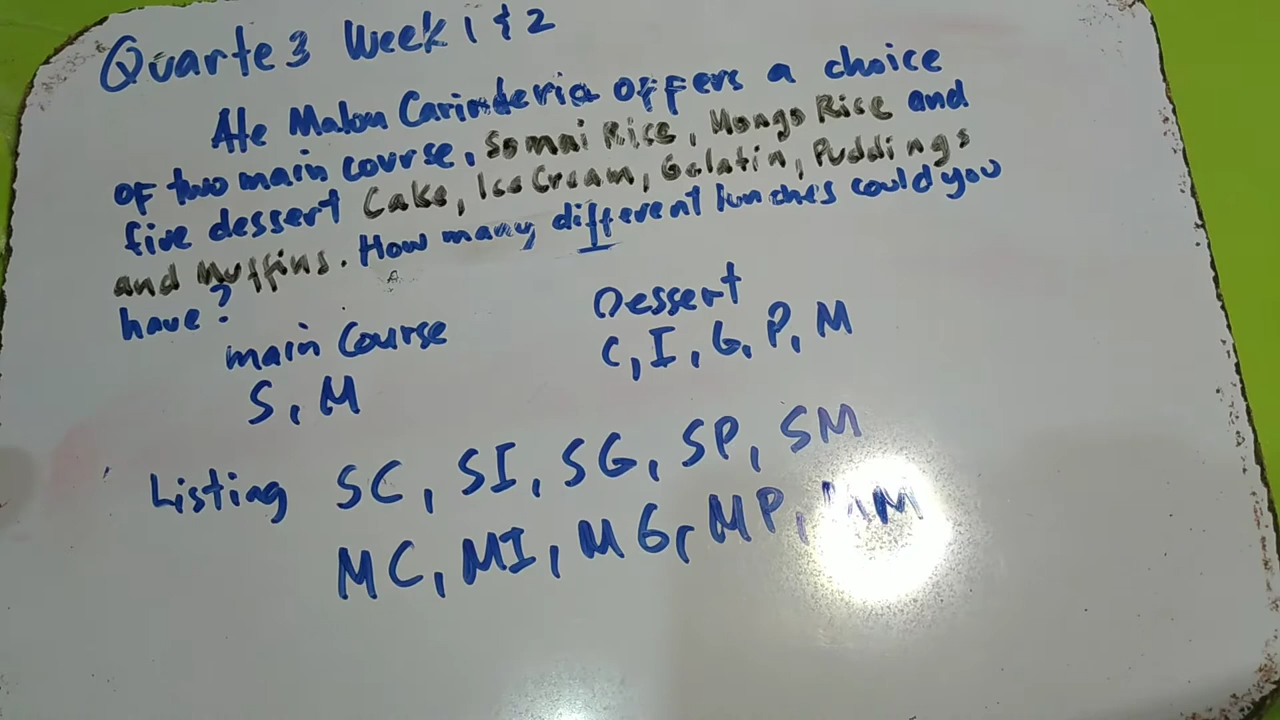 Quarte 3 Week 1 & 2
Ate Malou Carinderia offers a choice
of two main course, Somai Rice, Mongo Rice and
five dessert Cake, Ice Cream, Gelatin, Puddings
and Muffins. How many different lunches could you
have?
main Course
Dessert
S, M
C, I, G, P, M
Listing SC, SI, SG, SP, SM
MC, MI, MG, MP, MM